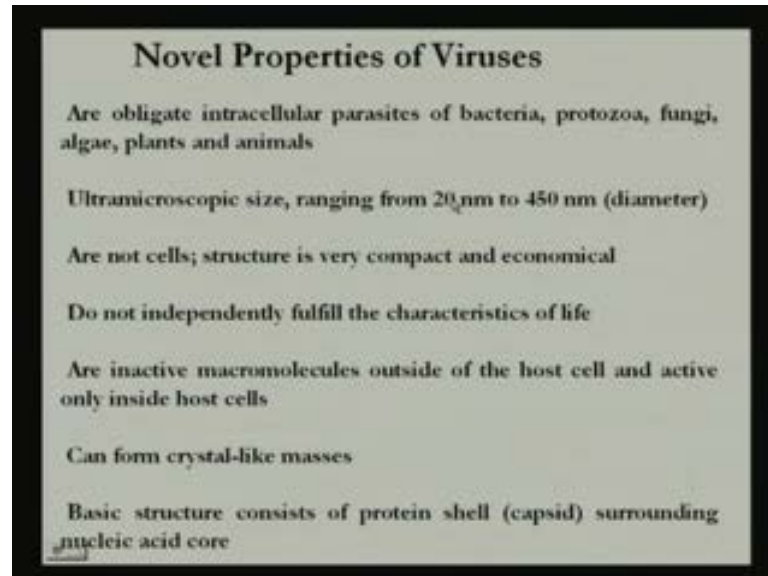 Novel Properties of Viruses
Are obligate intracellular parasites of bacteria, protozoa, fungi,
algae, plants and animals
Ultramicroscopic size, ranging from 20 nm to 450 nm (diameter)
Are not cells; structure is very compact and economical
Do not independently fulfill the characteristics of life
Are inactive macromolecules outside of the host cell and active
only inside host cells
Can form crystal-like masses
Basic structure consists of protein shell (capsid) surrounding
nucleic acid core